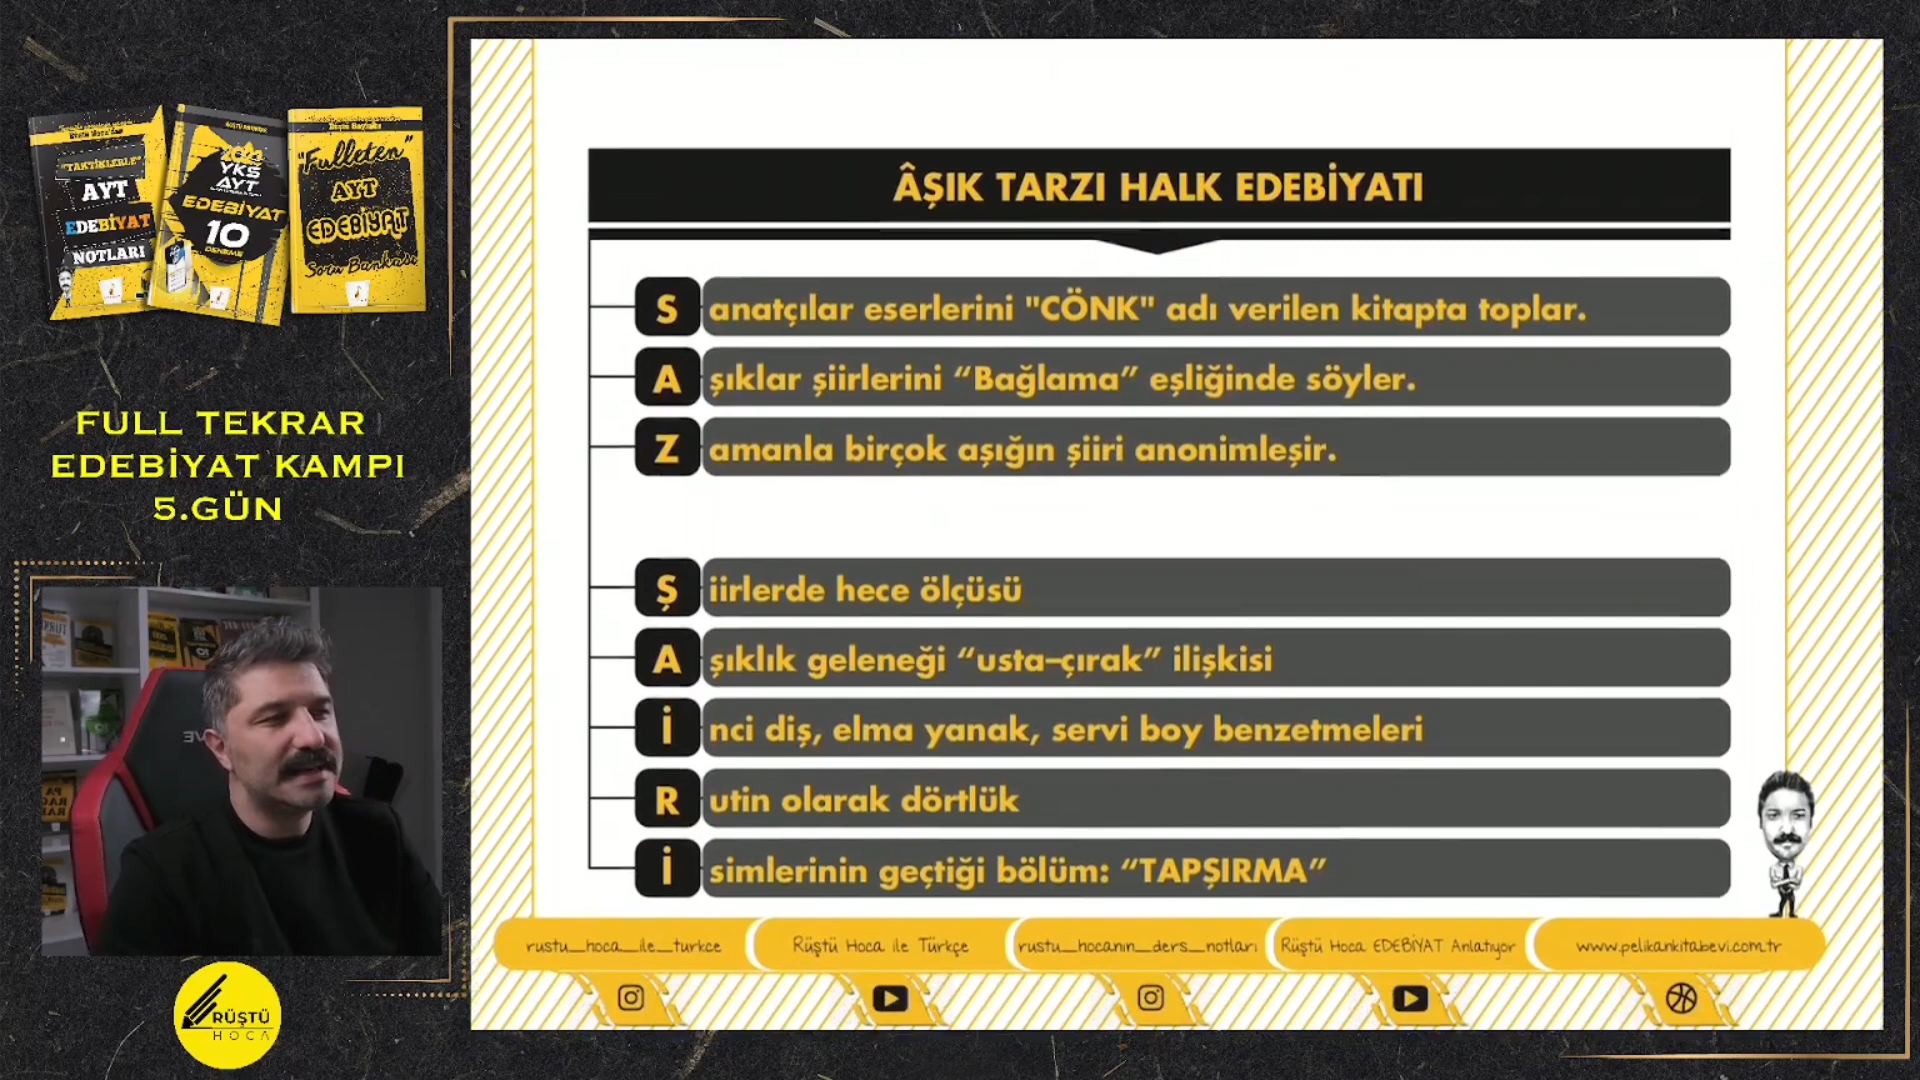 "TAKTİKLERLE"
AYT
EDEBİYAT
NOTLARI
YKS
AYT
EDEBİYAT
10
DENEME
"Fulleten"
AYT
EDEBİYAT
Soru Bankası
FULL TEKRAR
EDEBİYAT KAMPI
5.GÜN
RÜŞTÜ
HOCA
ÂŞIK TARZI HALK EDEBİYATI
S anatçılar eserlerini "CÖNK" adı verilen kitapta toplar.
A şıklar şiirlerini “Bağlama” eşliğinde söyler.
Z amanla birçok aşığın şiiri anonimleşir.
Ş iirlerde hece ölçüsü
A şıklık geleneği “usta–çırak” ilişkisi
İ nci diş, elma yanak, servi boy benzetmeleri
R utin olarak dörtlük
İ simlerinin geçtiği bölüm: “TAPŞIRMA”
rustu_hoca_ile_turkce
Rüştü Hoca ile Türkçe
rustu_hocanın_ders_notları
Rüştü Hoca EDEBİYAT Anlatıyor
www.pelikankitabevi.com.tr